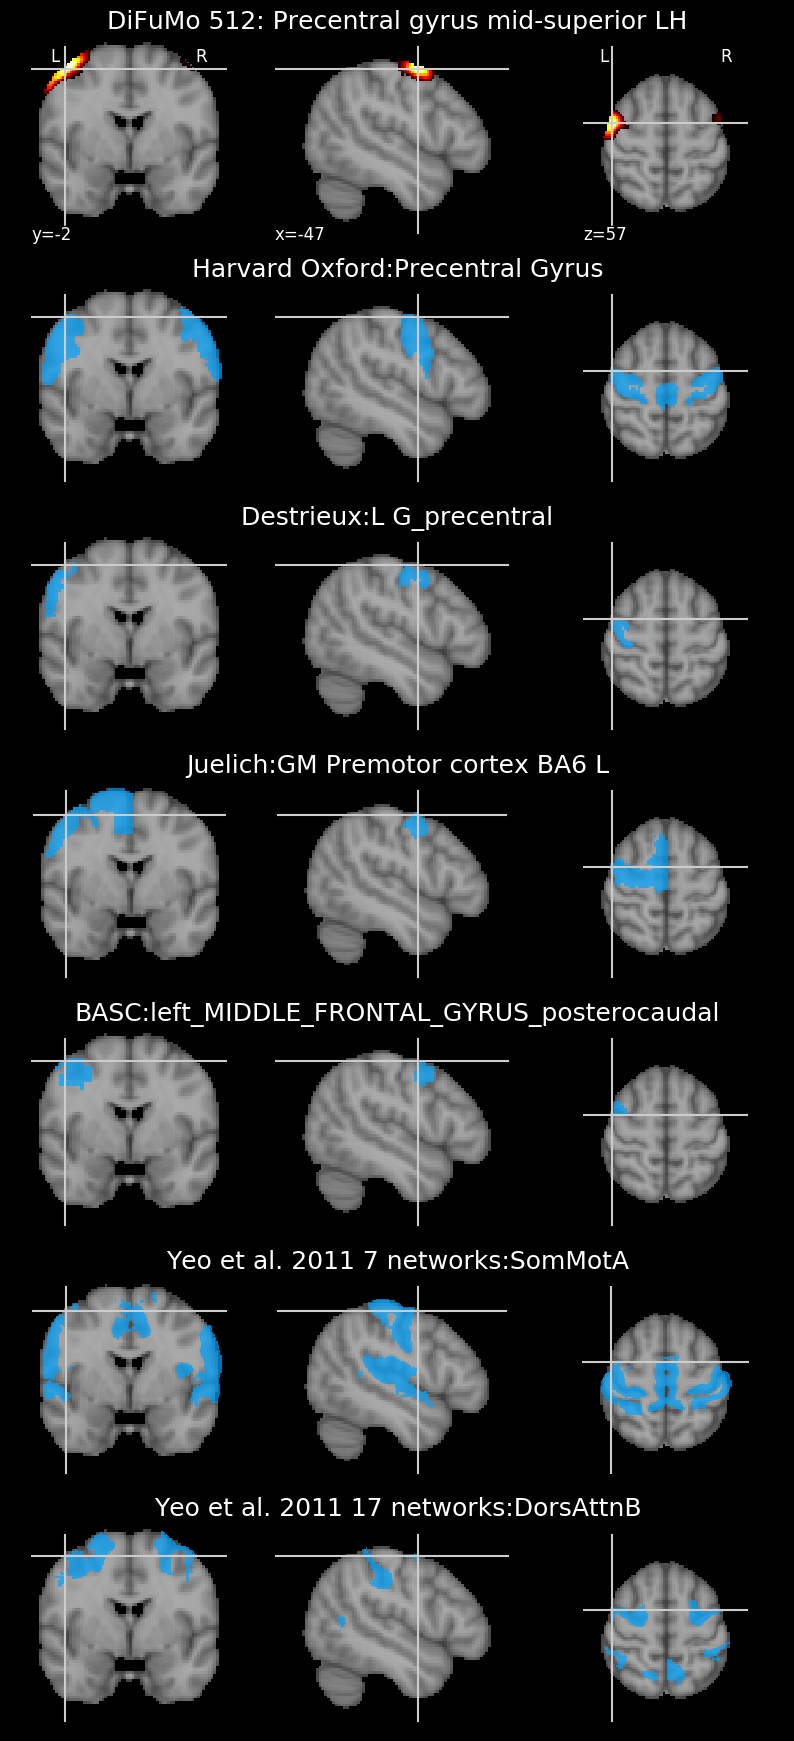 DiFuMo 512: Precentral gyrus mid-superior LH
L R L R
y=-2 x=-47 z=57
Harvard Oxford:Precentral Gyrus
Destrieux:L G_precentral
Juelich:GM Premotor cortex BA6 L
BASC:left_MIDDLE_FRONTAL_GYRUS_posterocaudal
Yeo et al. 2011 7 networks:SomMotA
Yeo et al. 2011 17 networks:DorsAttnB